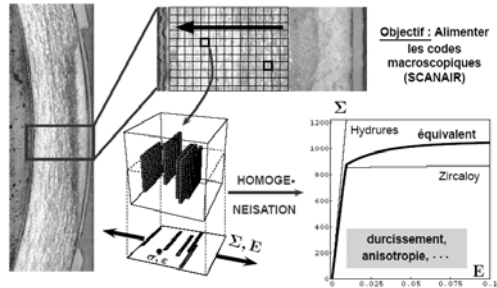 Objectif : Alimenter
les codes
macroscopiques
(SCANAIR)
HOMOGE-
NEISATION
Σ, E
σ, ε
Σ
1200
1000
800
600
400
200
0
Hydrures
équivalent
Zircaloy
durcissement,
anisotropie, · · ·
E
0
0.025
0.05
0.075
0.1